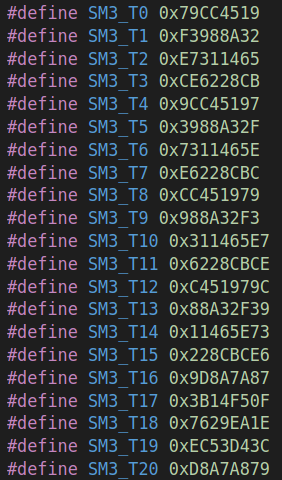 #define SM3_T0 0x79CC4519
#define SM3_T1 0xF3988A32
#define SM3_T2 0xE7311465
#define SM3_T3 0xCE6228CB
#define SM3_T4 0x9CC45197
#define SM3_T5 0x3988A32F
#define SM3_T6 0x7311465E
#define SM3_T7 0xE6228CBC
#define SM3_T8 0xCC451979
#define SM3_T9 0x988A32F3
#define SM3_T10 0x311465E7
#define SM3_T11 0x6228CBCE
#define SM3_T12 0xC451979C
#define SM3_T13 0x88A32F39
#define SM3_T14 0x11465E73
#define SM3_T15 0x228CBCE6
#define SM3_T16 0x9D8A7A87
#define SM3_T17 0x3B14F50F
#define SM3_T18 0x7629EA1E
#define SM3_T19 0xEC53D43C
#define SM3_T20 0xD8A7A879